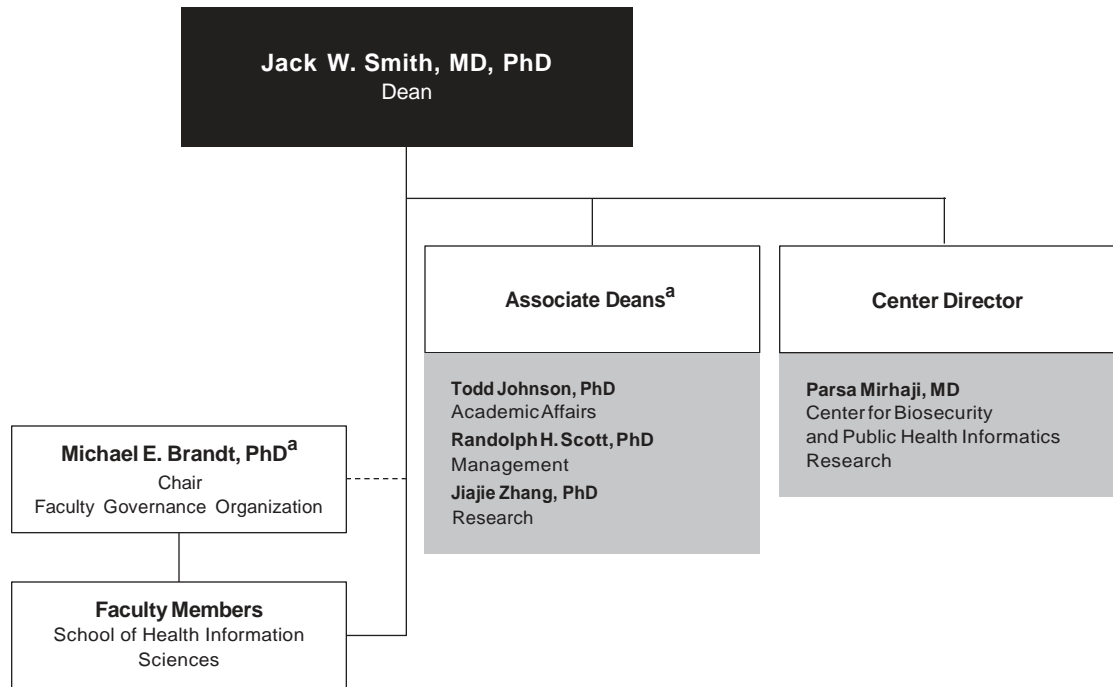 Jack W. Smith, MD, PhD
Dean
Associate Deansa
Center Director
Todd Johnson, PhD
Academic Affairs
Randolph H. Scott, PhD
Management
Jiajie Zhang, PhD
Research
Parsa Mirhaji, MD
Center for Biosecurity
and Public Health Informatics
Research
Michael E. Brandt, PhDa
Chair
Faculty Governance Organization
Faculty Members
School of Health Information
Sciences